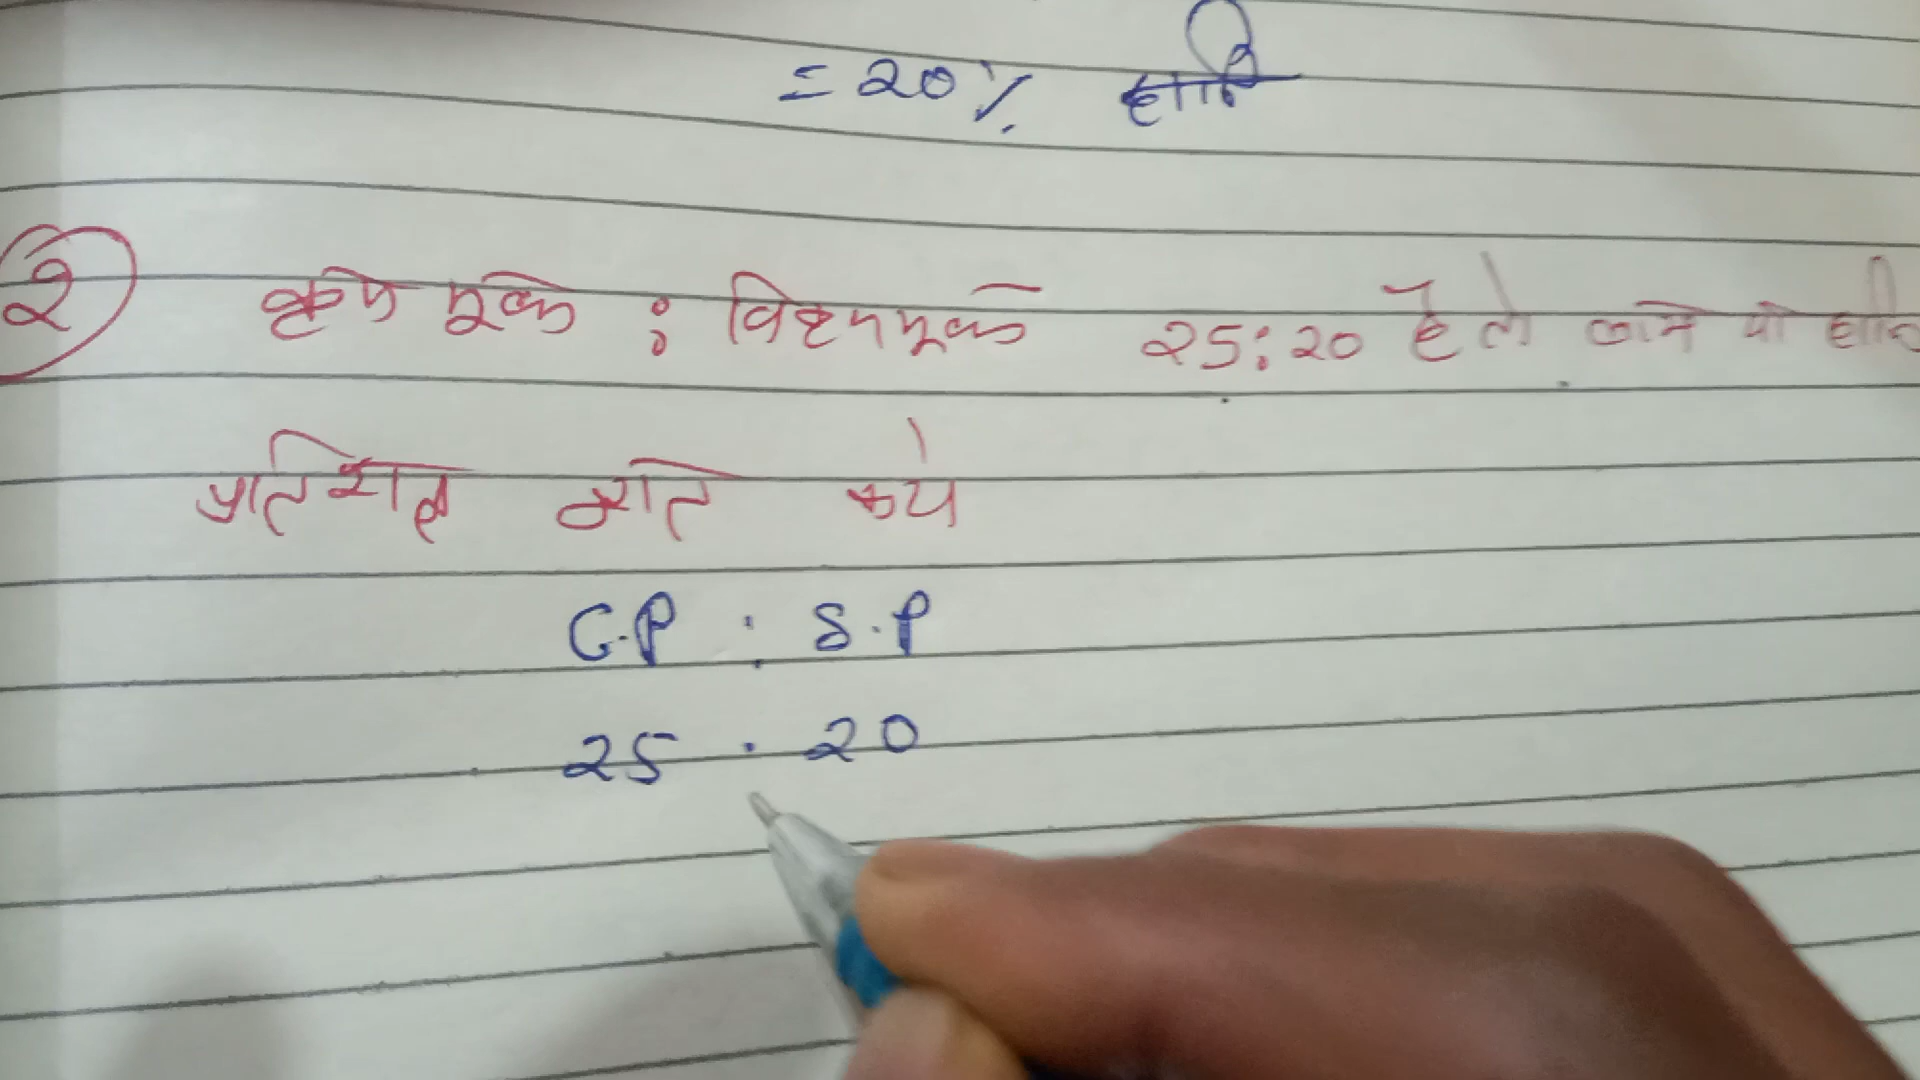 = 20% हानि
2 क्रय मूल्य : विक्रय मूल्य 25:20 है तो लाभ या हानि
प्रतिशत ज्ञात करो
C.P : S.P
25 : 20